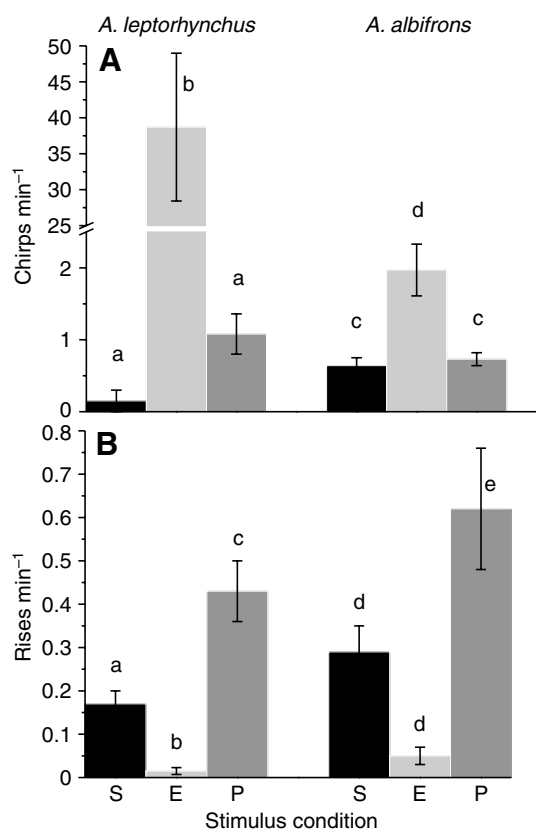 A. leptorhynchus
A. albifrons
A
50
45
40
35
30
25
2
1
0
Chirps min⁻¹
a
b
a
c
d
c
B
0.8
0.7
0.6
0.5
0.4
0.3
0.2
0.1
0
Rises min⁻¹
a
b
c
d
d
e
S E P S E P
Stimulus condition